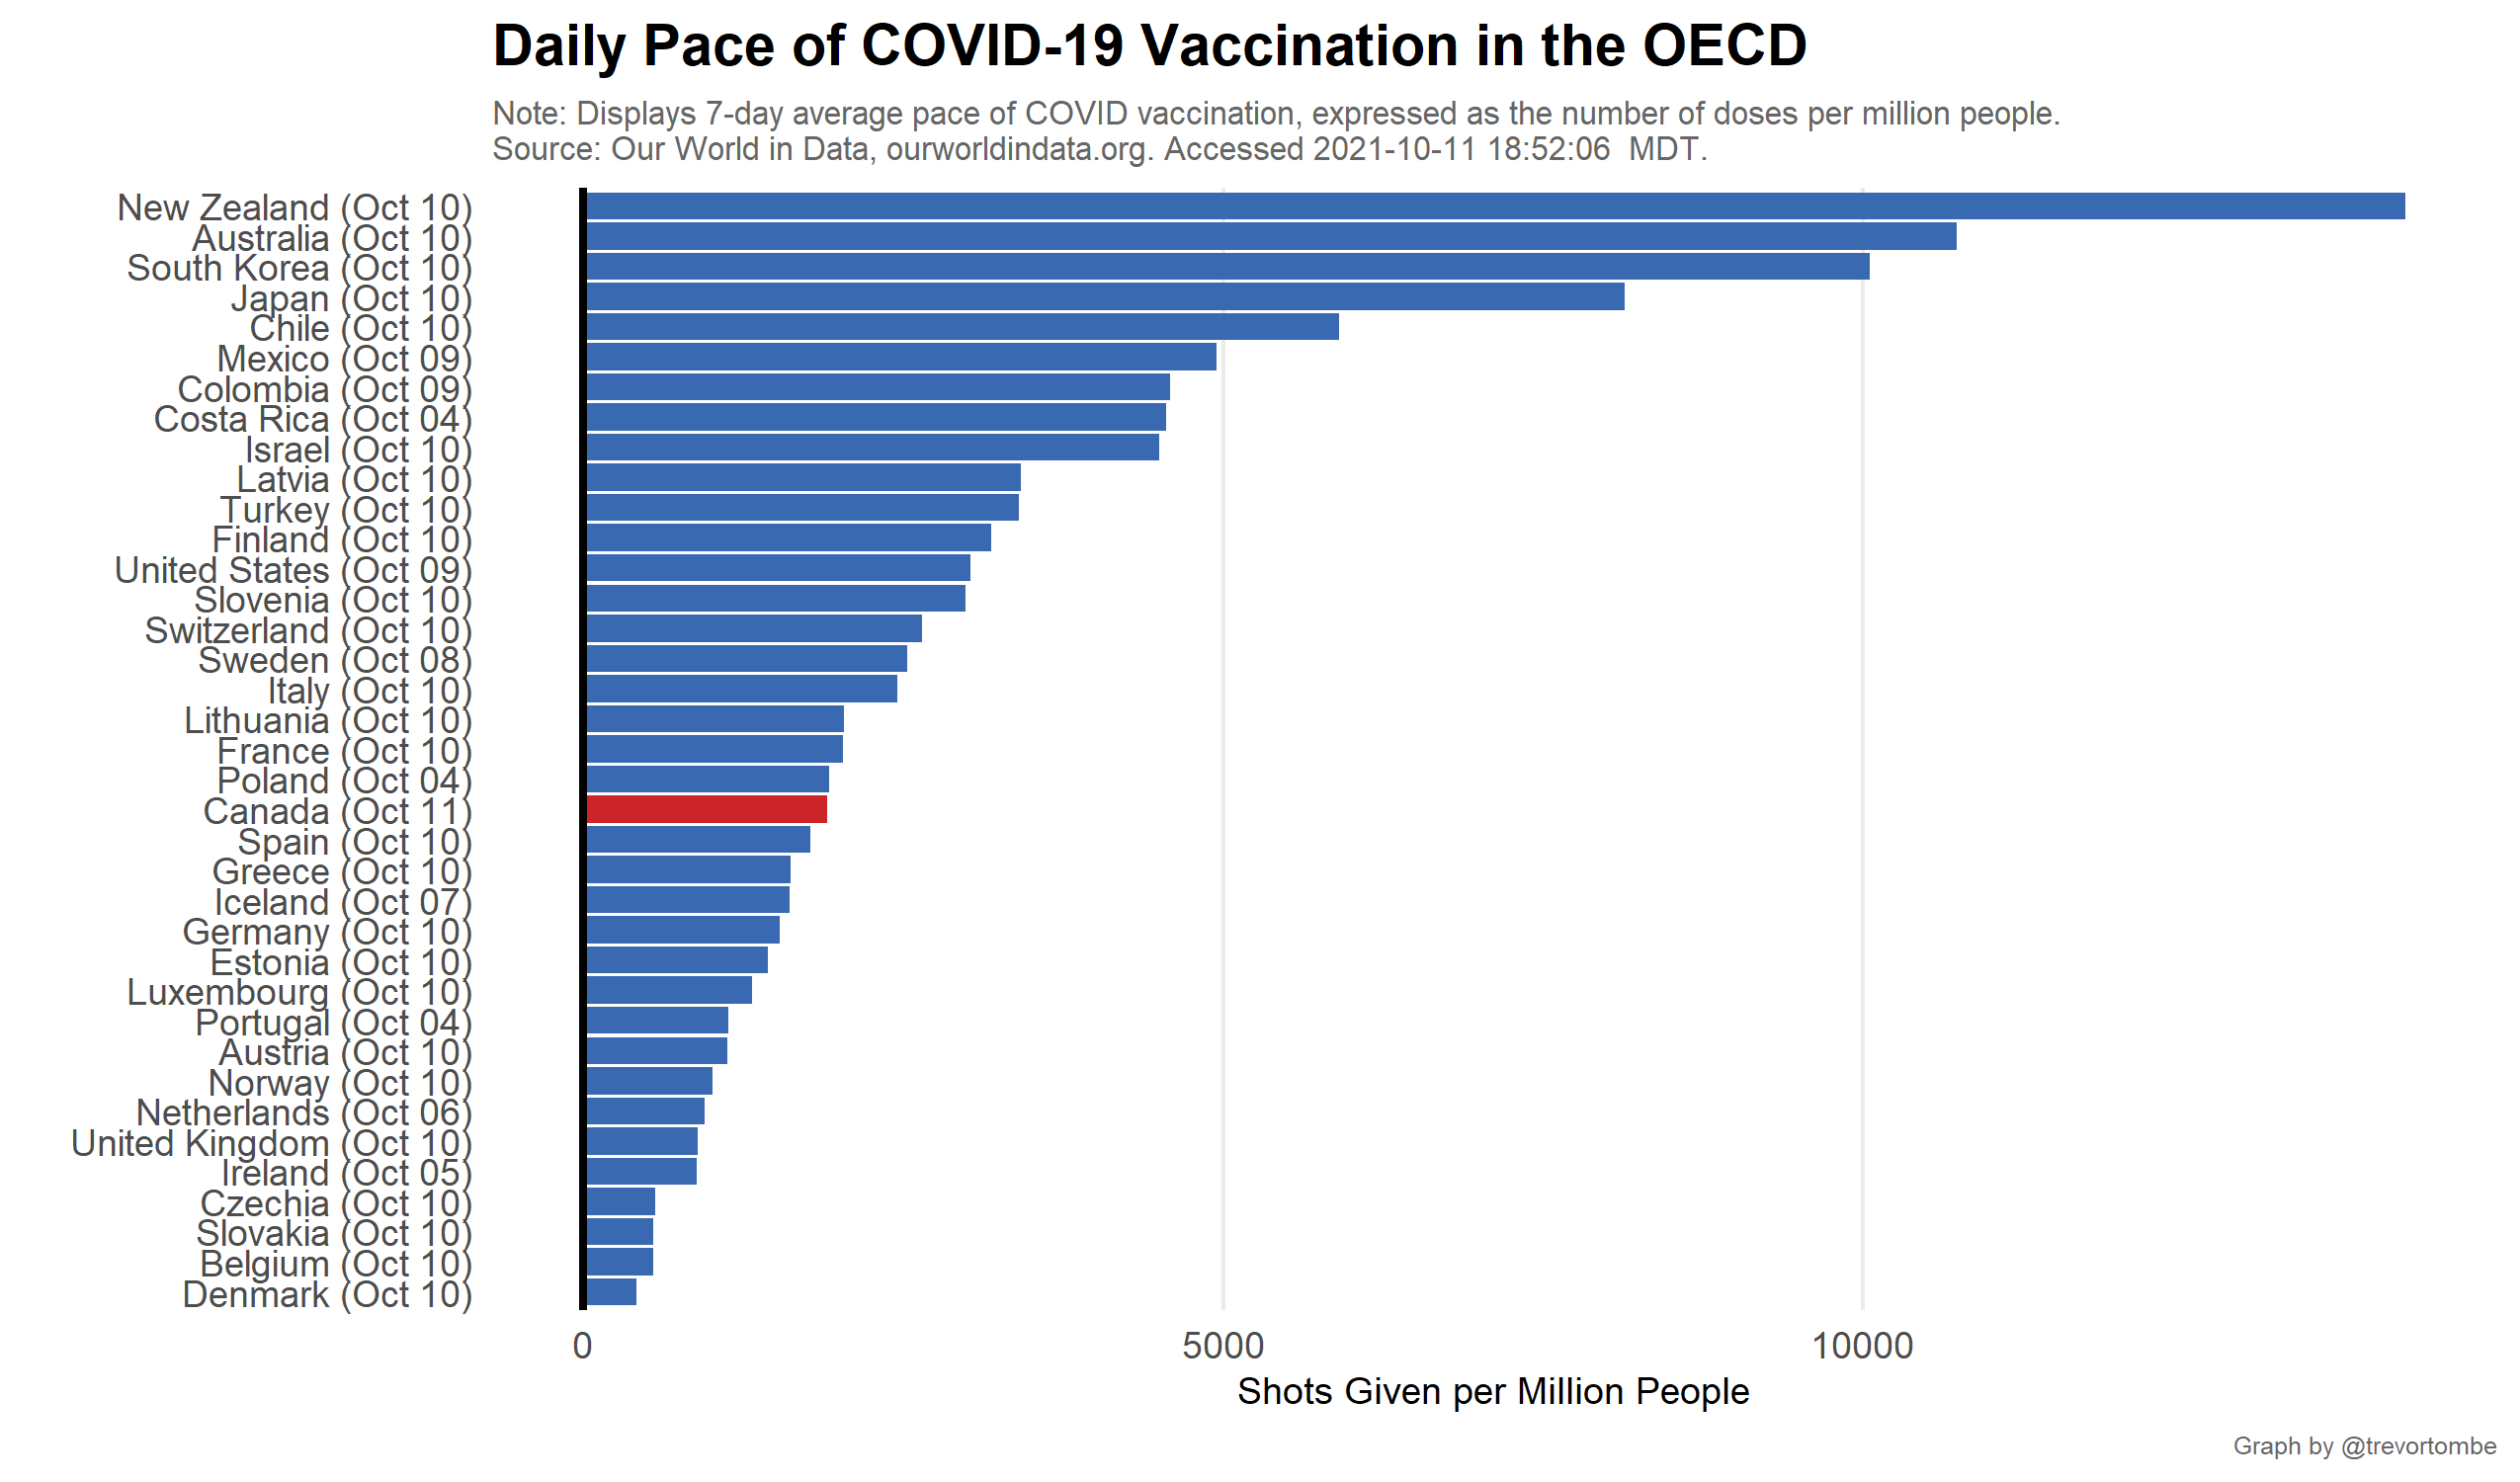 Daily Pace of COVID-19 Vaccination in the OECD
Note: Displays 7-day average pace of COVID vaccination, expressed as the number of doses per million people.
Source: Our World in Data, ourworldindata.org. Accessed 2021-10-11 18:52:06  MDT.
New Zealand (Oct 10)
Australia (Oct 10)
South Korea (Oct 10)
Japan (Oct 10)
Chile (Oct 10)
Mexico (Oct 09)
Colombia (Oct 09)
Costa Rica (Oct 04)
Israel (Oct 10)
Latvia (Oct 10)
Turkey (Oct 10)
Finland (Oct 10)
United States (Oct 09)
Slovenia (Oct 10)
Switzerland (Oct 10)
Sweden (Oct 08)
Italy (Oct 10)
Lithuania (Oct 10)
France (Oct 10)
Poland (Oct 04)
Canada (Oct 11)
Spain (Oct 10)
Greece (Oct 10)
Iceland (Oct 07)
Germany (Oct 10)
Estonia (Oct 10)
Luxembourg (Oct 10)
Portugal (Oct 04)
Austria (Oct 10)
Norway (Oct 10)
Netherlands (Oct 06)
United Kingdom (Oct 10)
Ireland (Oct 05)
Czechia (Oct 10)
Slovakia (Oct 10)
Belgium (Oct 10)
Denmark (Oct 10)
0 5000 10000
Shots Given per Million People
Graph by @trevortombe